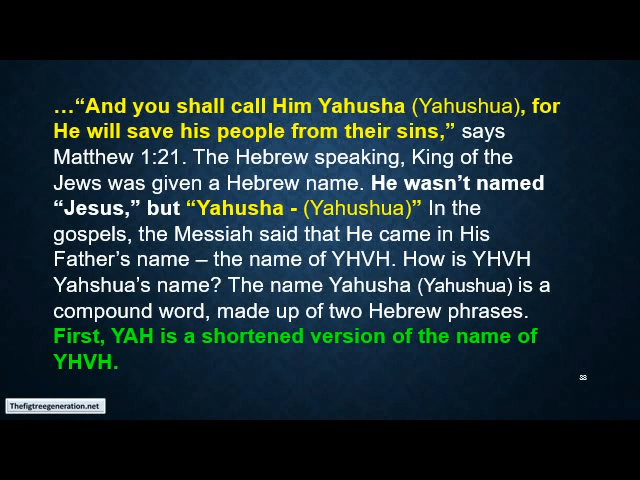 …“And you shall call Him Yahusha (Yahushua), for
He will save his people from their sins,” says
Matthew 1:21. The Hebrew speaking, King of the
Jews was given a Hebrew name. He wasn’t named
“Jesus,” but “Yahusha - (Yahushua)” In the
gospels, the Messiah said that He came in His
Father’s name – the name of YHVH. How is YHVH
Yahshua’s name? The name Yahusha (Yahushua) is a
compound word, made up of two Hebrew phrases.
First, YAH is a shortened version of the name of
YHVH.
33
Thefigtreegeneration.net